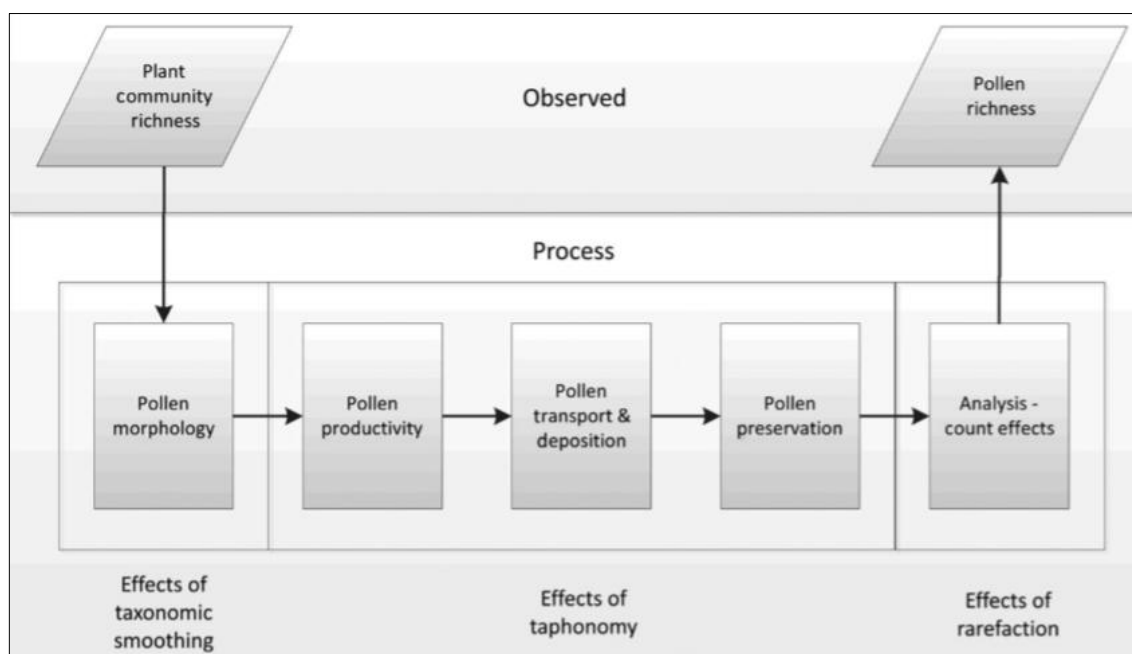 Plant
community
richness
Observed
Pollen
richness
Process
Pollen
morphology
Pollen
productivity
Pollen
transport &
deposition
Pollen
preservation
Analysis -
count effects
Effects of
taxonomic
smoothing
Effects of
taphonomy
Effects of
rarefaction